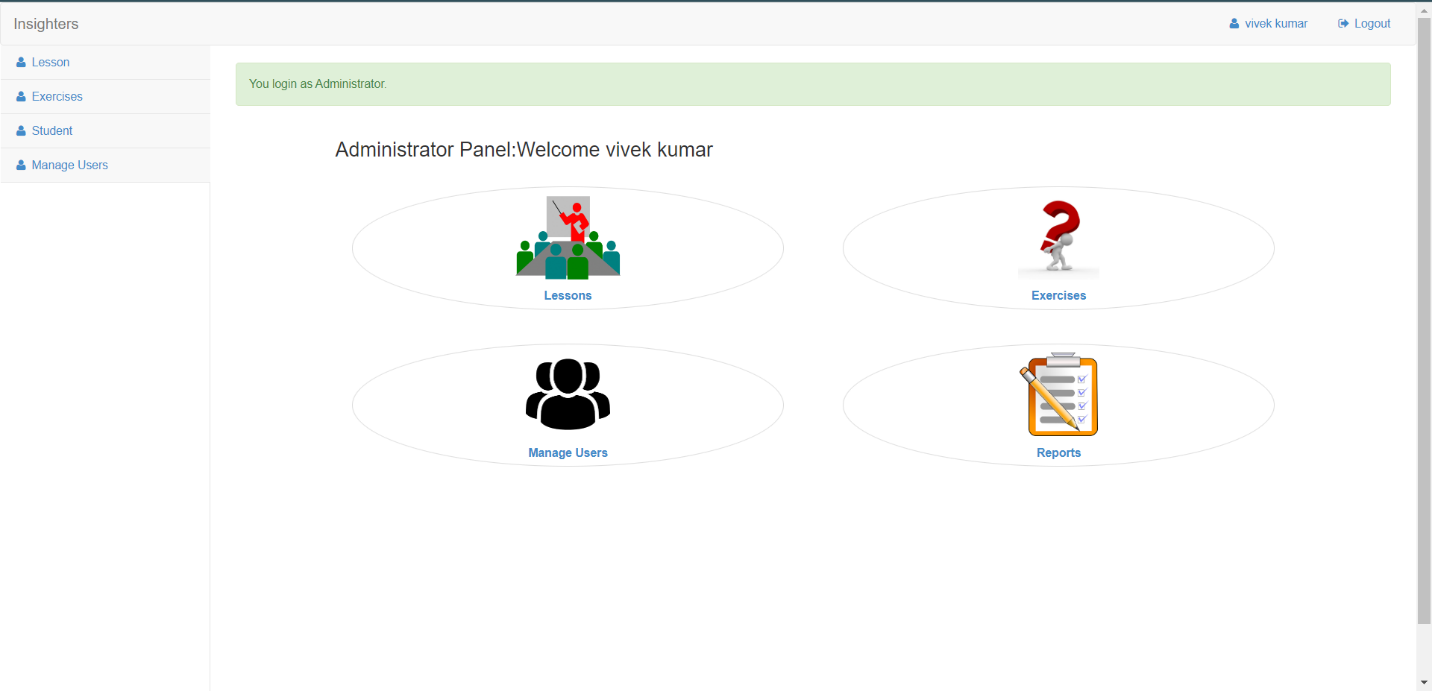 Insighters
vivek kumar
Logout
Lesson
Exercises
Student
Manage Users
You login as Administrator.
Administrator Panel:Welcome vivek kumar
Lessons
Exercises
Manage Users
Reports